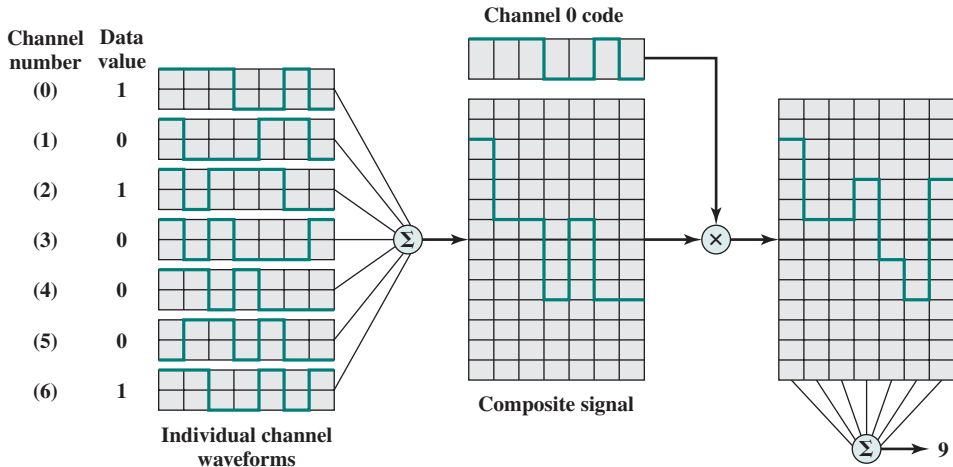 Channel number
Data value
(0) 1
(1) 0
(2) 1
(3) 0
(4) 0
(5) 0
(6) 1
Individual channel
waveforms
Σ
Channel 0 code
Composite signal
×
Σ
9